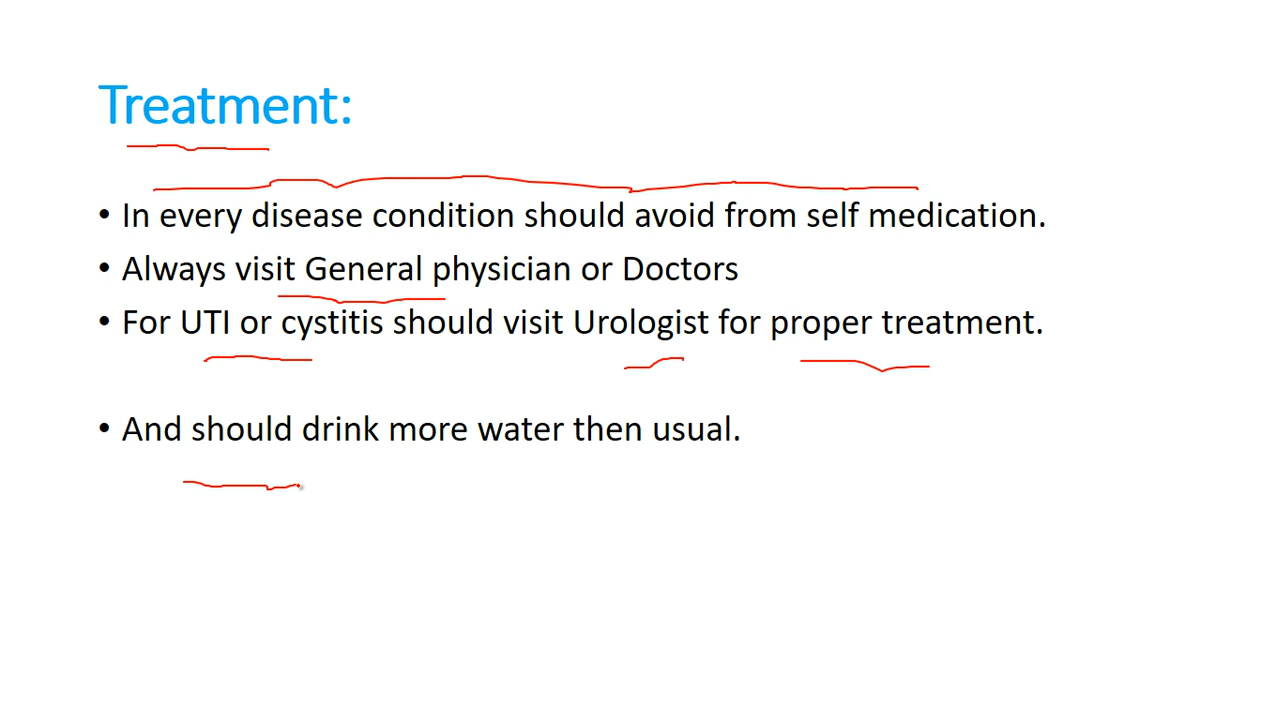 Treatment:
• In every disease condition should avoid from self medication.
• Always visit General physician or Doctors
• For UTI or cystitis should visit Urologist for proper treatment.
• And should drink more water then usual.